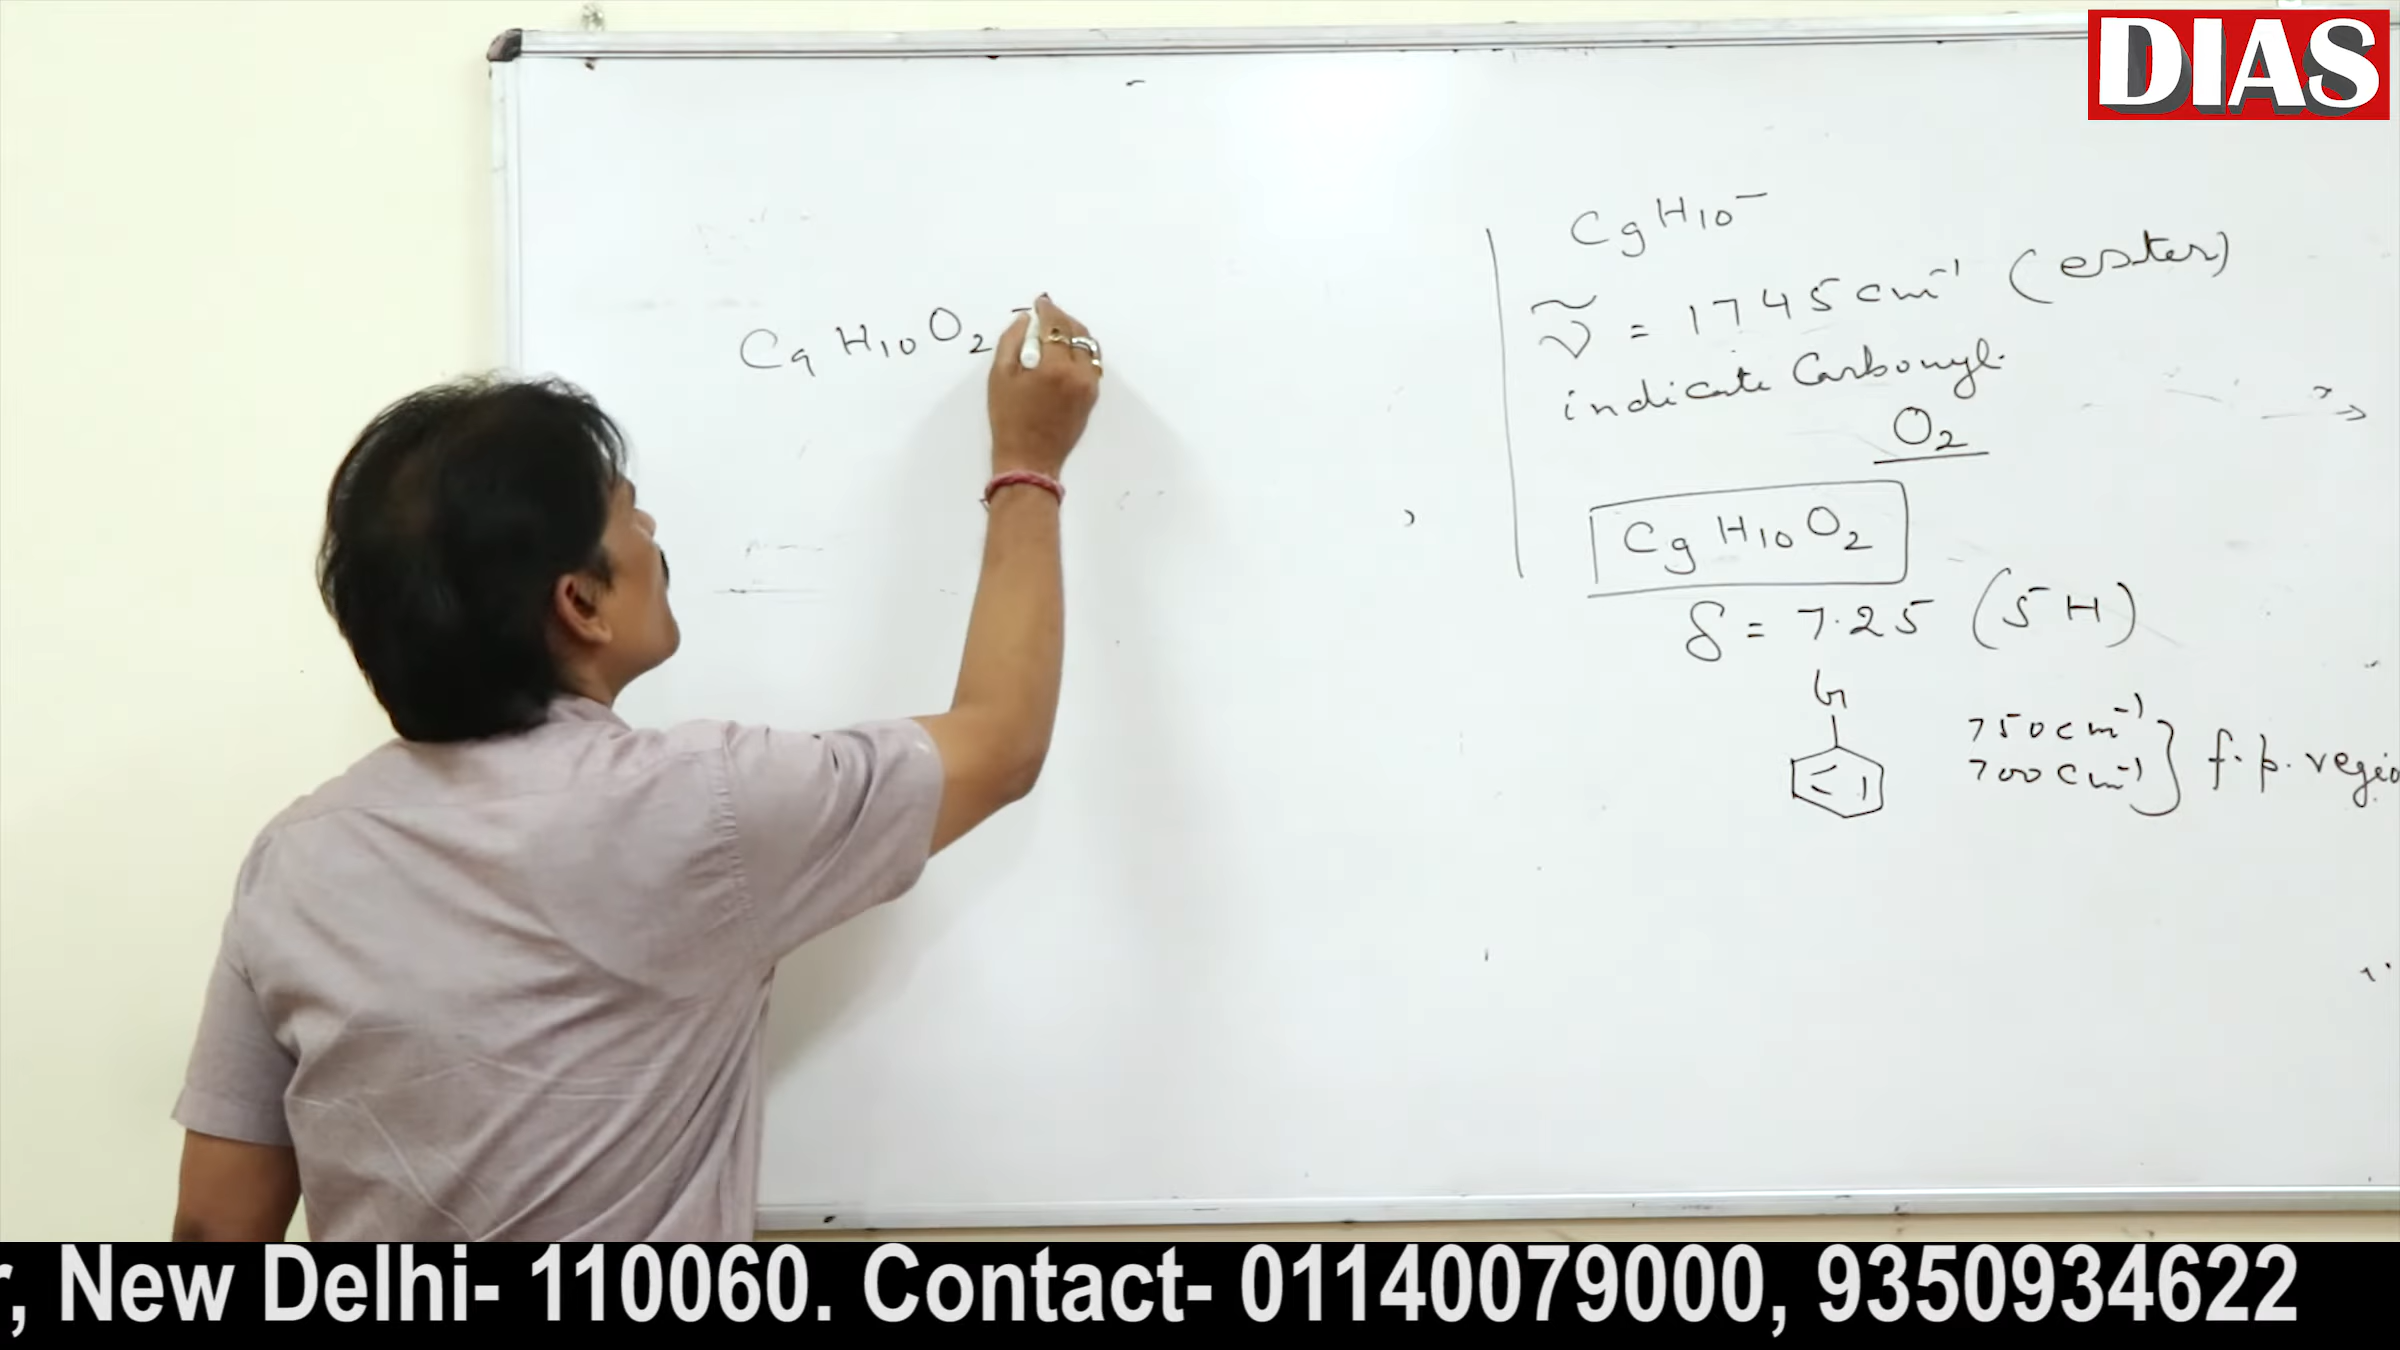 DIAS
C9H10O2 -
C9H10-
ν̃ = 1745 cm⁻¹ (ester)
indicate Carbonyl.
O2
C9H10O2
δ = 7.25 (5H)
G
750 cm⁻¹
700 cm⁻¹ } f.p. regio
r, New Delhi- 110060. Contact- 01140079000, 9350934622